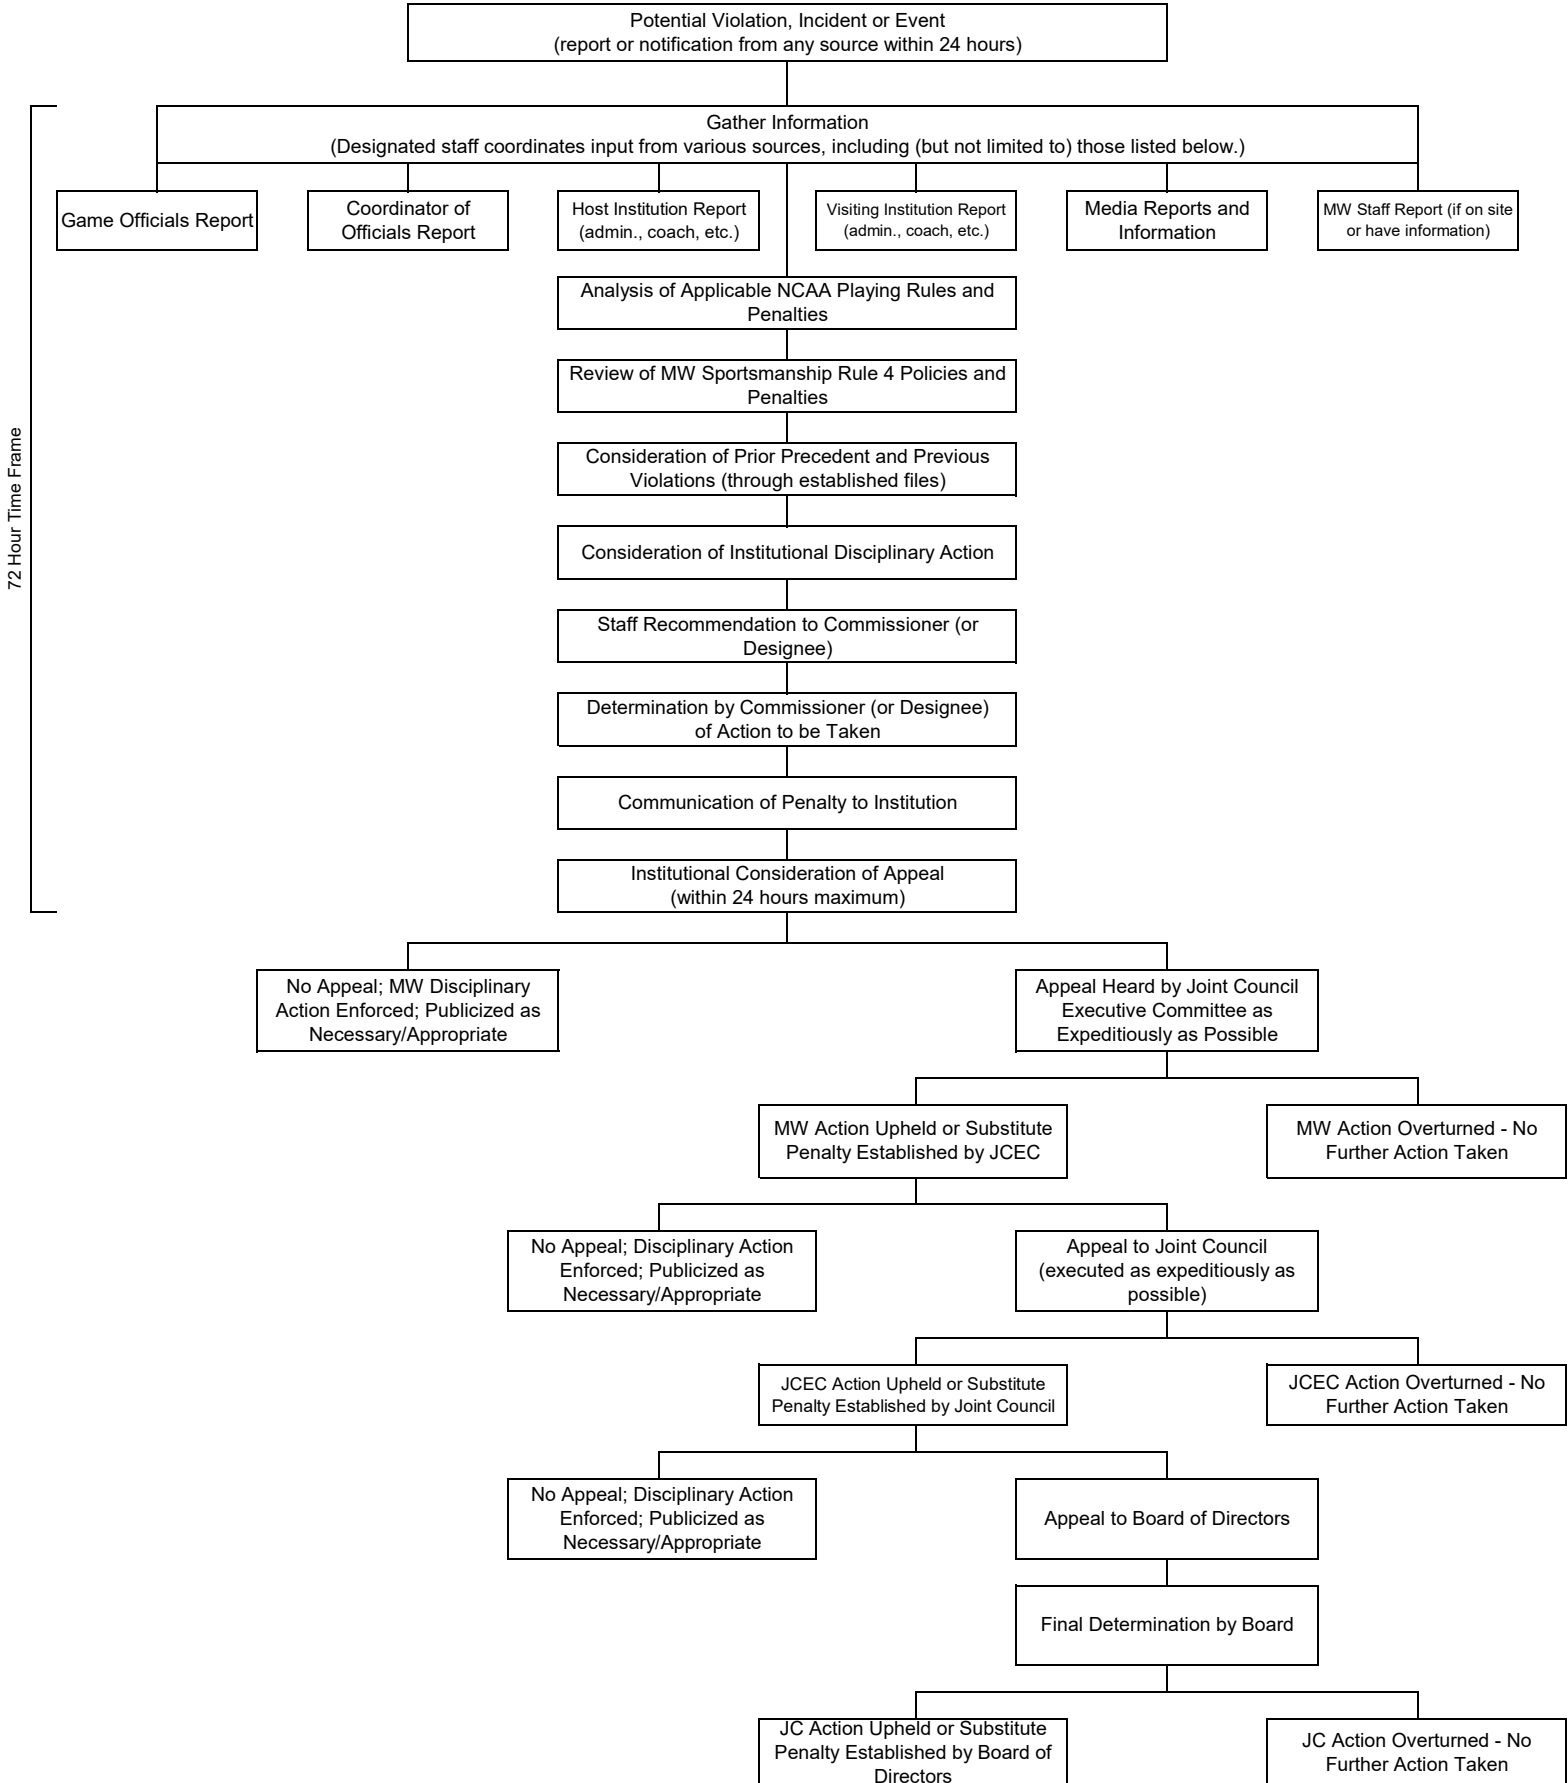 Potential Violation, Incident or Event
(report or notification from any source within 24 hours)
Gather Information
(Designated staff coordinates input from various sources, including (but not limited to) those listed below.)
Game Officials Report
Coordinator of
Officials Report
Host Institution Report
(admin., coach, etc.)
Visiting Institution Report
(admin., coach, etc.)
Media Reports and
Information
MW Staff Report (if on site
or have information)
72 Hour Time Frame
Analysis of Applicable NCAA Playing Rules and
Penalties
Review of MW Sportsmanship Rule 4 Policies and
Penalties
Consideration of Prior Precedent and Previous
Violations (through established files)
Consideration of Institutional Disciplinary Action
Staff Recommendation to Commissioner (or
Designee)
Determination by Commissioner (or Designee)
of Action to be Taken
Communication of Penalty to Institution
Institutional Consideration of Appeal
(within 24 hours maximum)
No Appeal; MW Disciplinary
Action Enforced; Publicized as
Necessary/Appropriate
Appeal Heard by Joint Council
Executive Committee as
Expeditiously as Possible
MW Action Upheld or Substitute
Penalty Established by JCEC
MW Action Overturned - No
Further Action Taken
No Appeal; Disciplinary Action
Enforced; Publicized as
Necessary/Appropriate
Appeal to Joint Council
(executed as expeditiously as
possible)
JCEC Action Upheld or Substitute
Penalty Established by Joint Council
JCEC Action Overturned - No
Further Action Taken
No Appeal; Disciplinary Action
Enforced; Publicized as
Necessary/Appropriate
Appeal to Board of Directors
Final Determination by Board
JC Action Upheld or Substitute
Penalty Established by Board of
Directors
JC Action Overturned - No
Further Action Taken